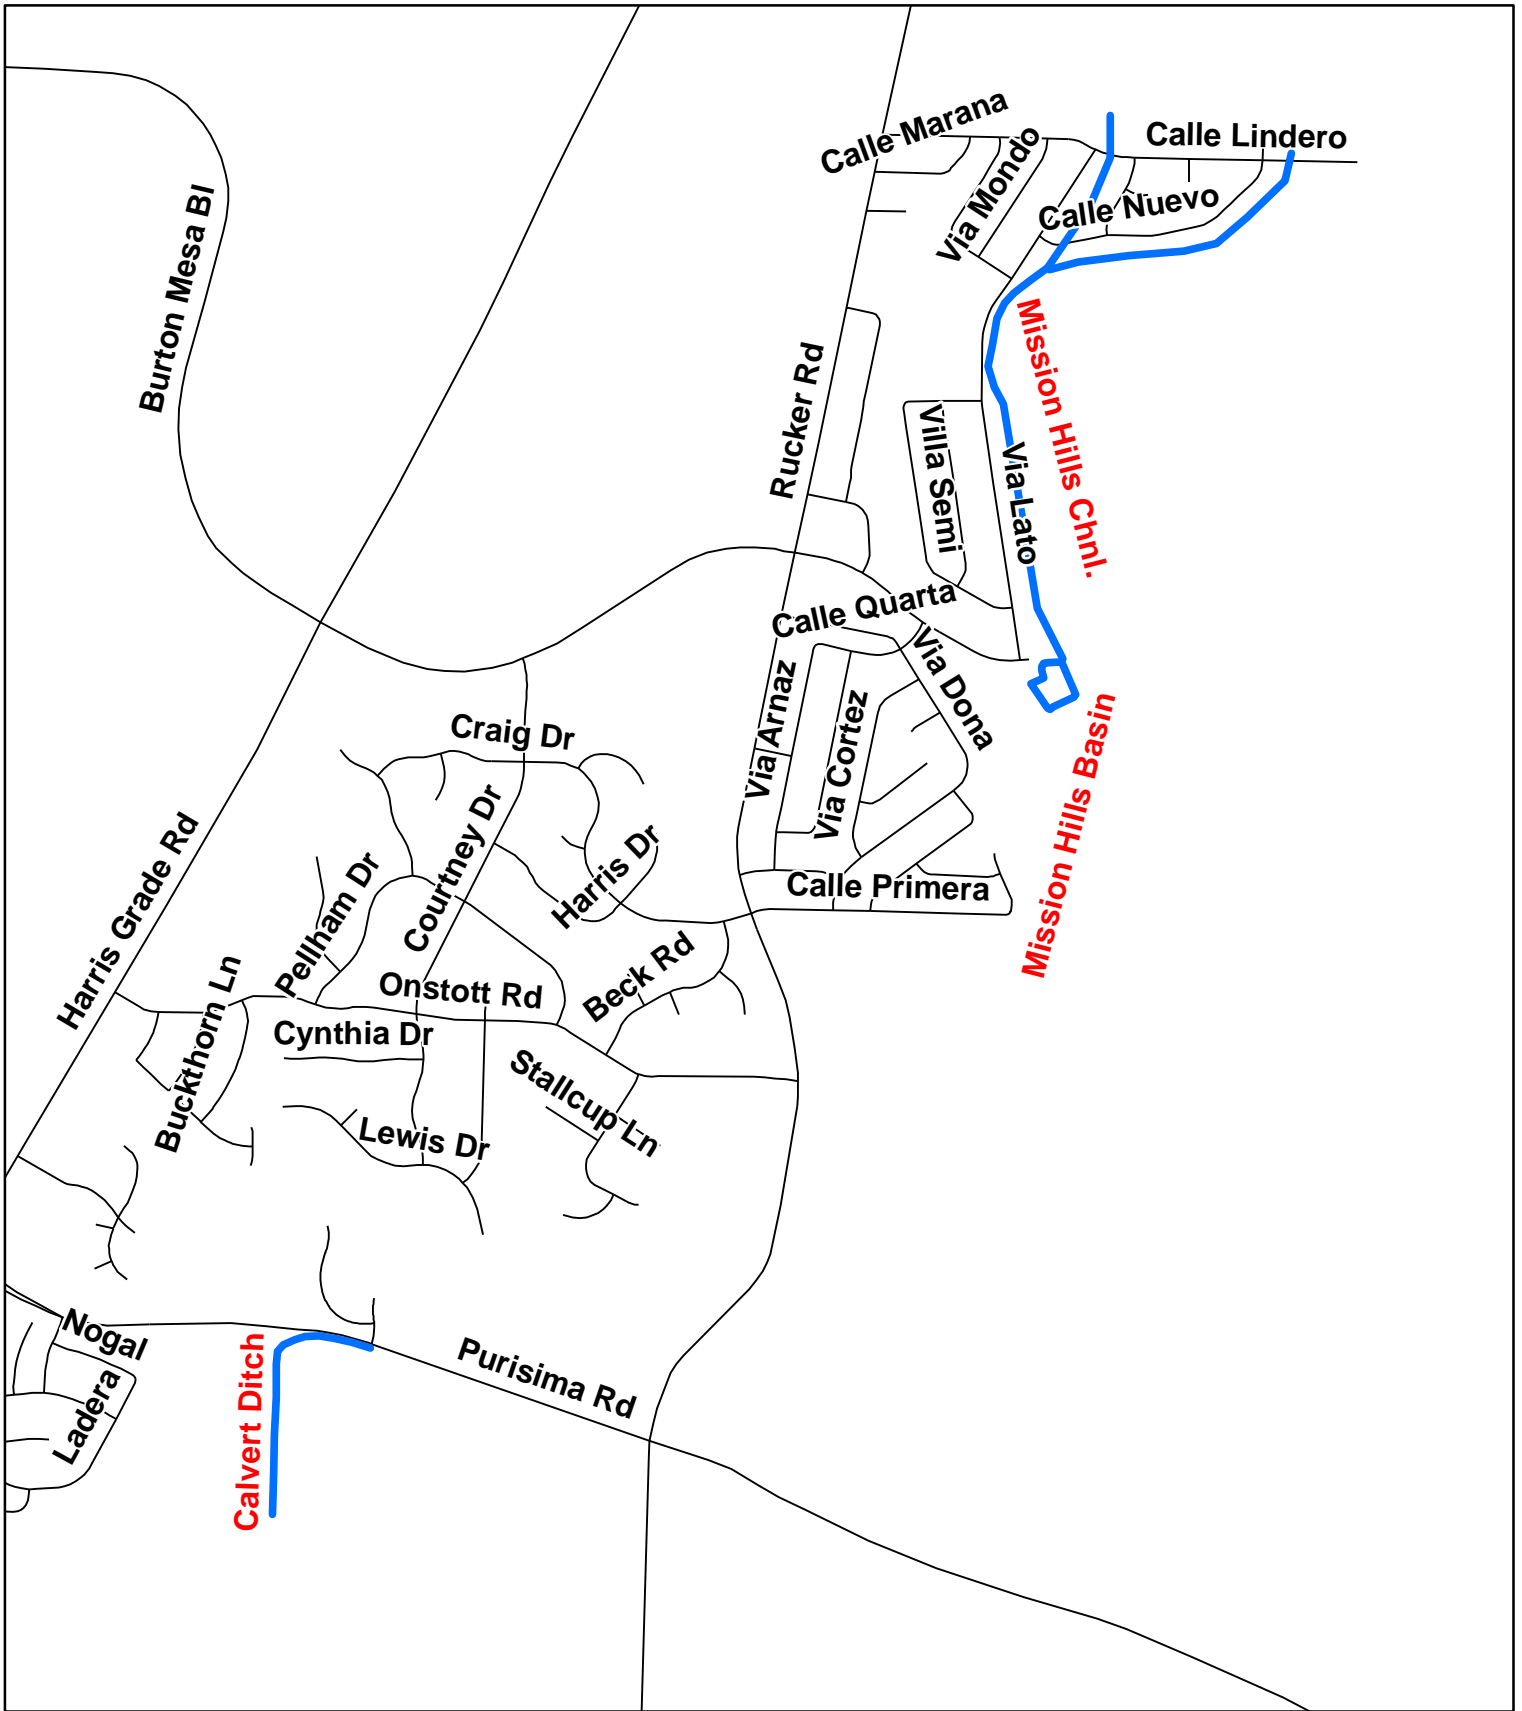 Calle Marana
Calle Lindero
Via Mondo
Calle Nuevo
Burton Mesa Bl
Mission Hills Chnl.
Rucker Rd
Villa Semi
Via Lato
Calle Quarta
Via Dona
Via Arnaz
Via Cortez
Craig Dr
Mission Hills Basin
Courtney Dr
Harris Dr
Harris Grade Rd
Pellham Dr
Calle Primera
Beck Rd
Onstott Rd
Buckthorn Ln
Cynthia Dr
Stallcup Ln
Lewis Dr
Nogal
Calvert Ditch
Purisima Rd
Ladera